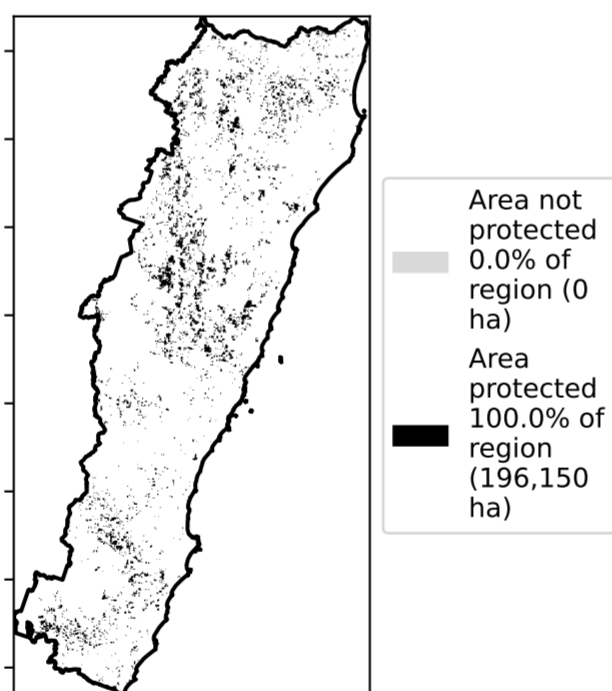 Area not
protected
0.0% of
region (0
ha)
Area
protected
100.0% of
region
(196,150
ha)